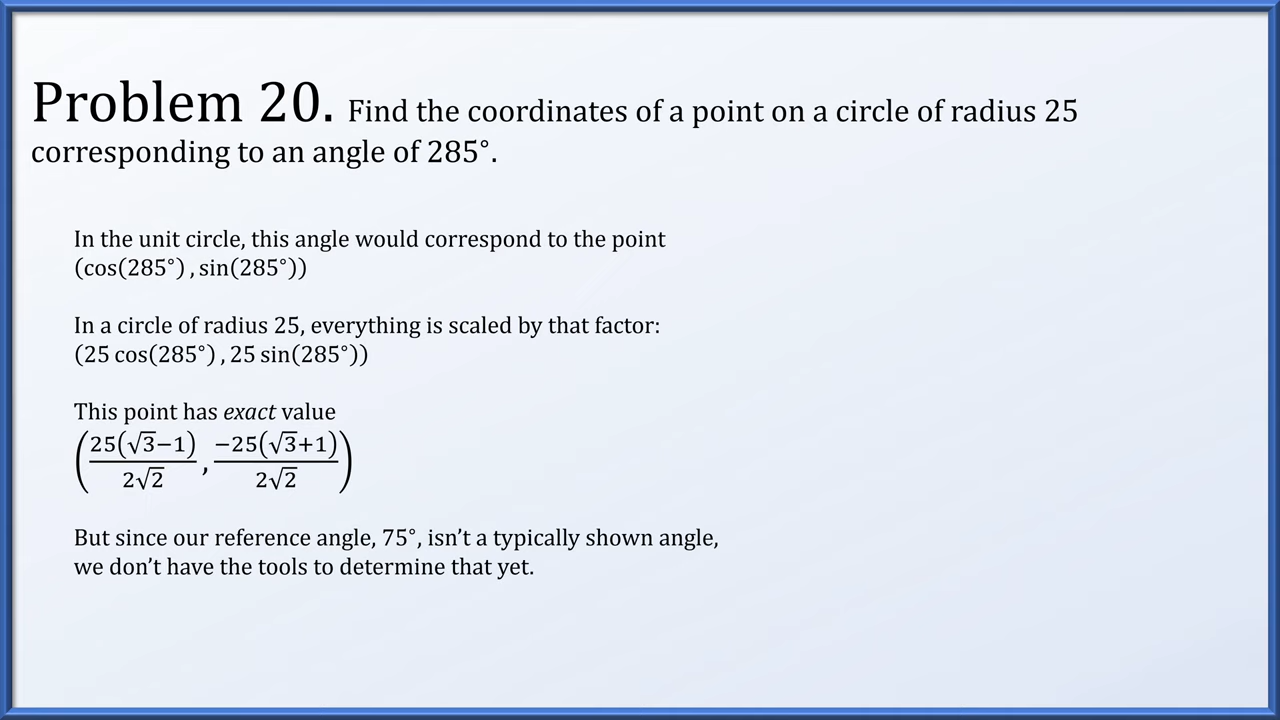 Problem 20. Find the coordinates of a point on a circle of radius 25
corresponding to an angle of 285°.
In the unit circle, this angle would correspond to the point
(cos(285°) , sin(285°))
In a circle of radius 25, everything is scaled by that factor:
(25 cos(285°) , 25 sin(285°))
This point has exact value
(25(√3−1)/2√2 , −25(√3+1)/2√2)
But since our reference angle, 75°, isn’t a typically shown angle,
we don’t have the tools to determine that yet.